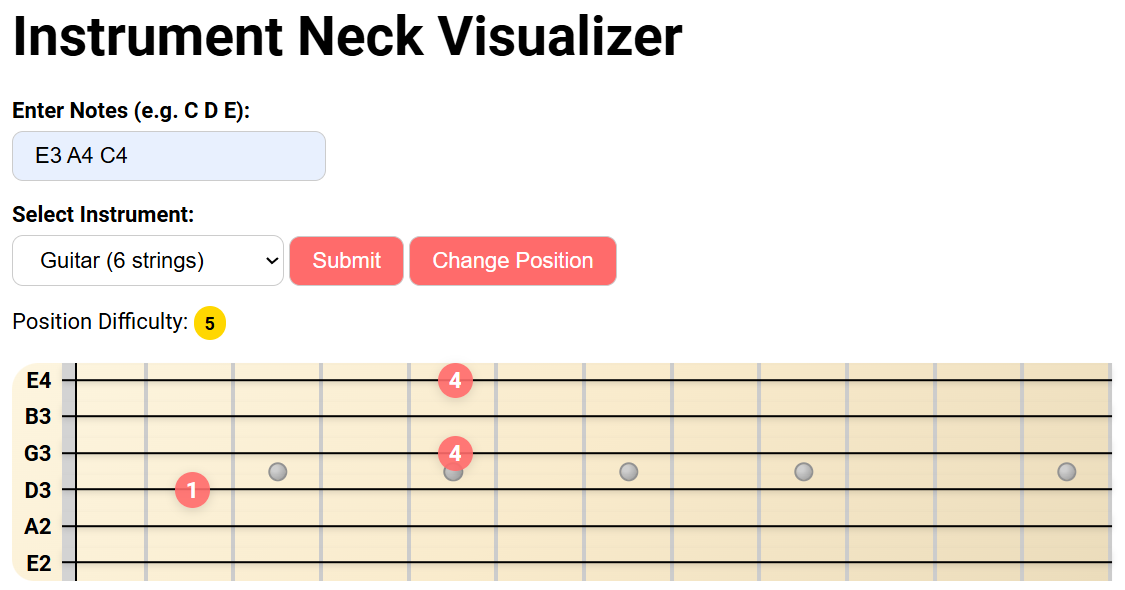 Instrument Neck Visualizer
Enter Notes (e.g. C D E):
E3 A4 C4
Select Instrument:
Guitar (6 strings) Submit Change Position
Position Difficulty: 5
E4 4
B3
G3 4
D3 1
A2
E2